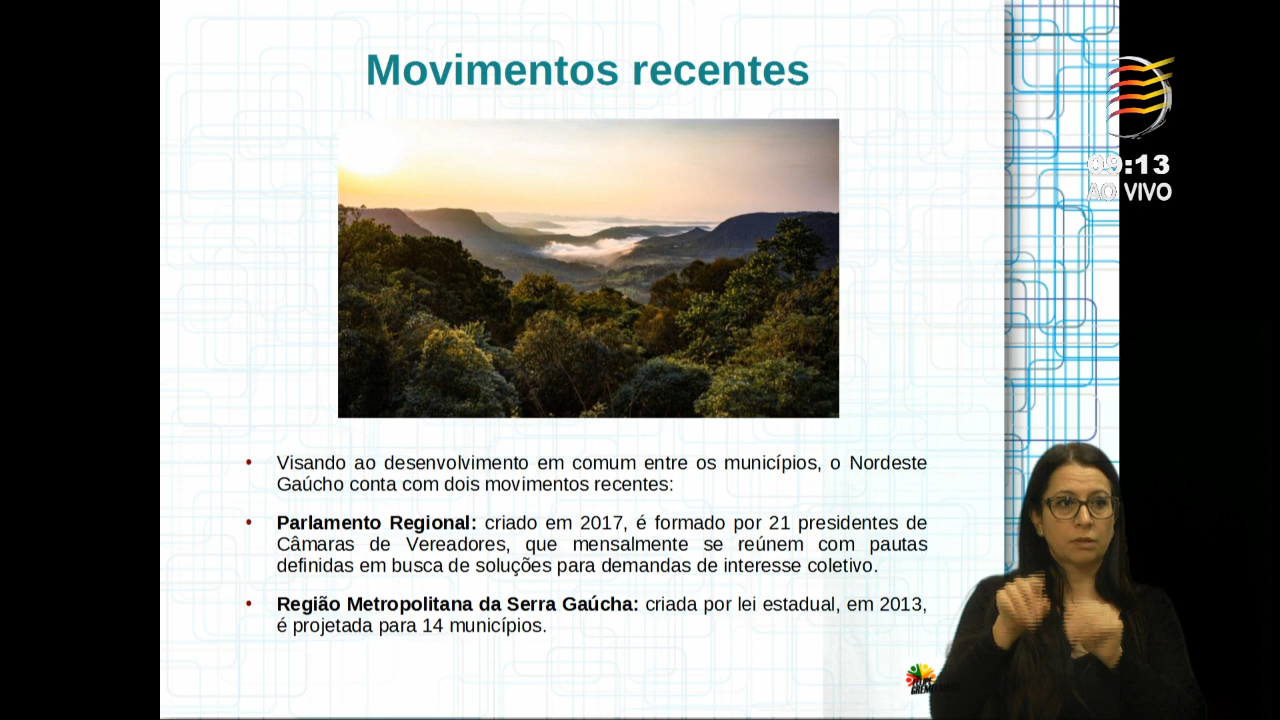 Movimentos recentes
09:13
AO VIVO
• Visando ao desenvolvimento em comum entre os municípios, o Nordeste
Gaúcho conta com dois movimentos recentes:
• Parlamento Regional: criado em 2017, é formado por 21 presidentes de
Câmaras de Vereadores, que mensalmente se reúnem com pautas
definidas em busca de soluções para demandas de interesse coletivo.
• Região Metropolitana da Serra Gaúcha: criada por lei estadual, em 2013,
é projetada para 14 municípios.